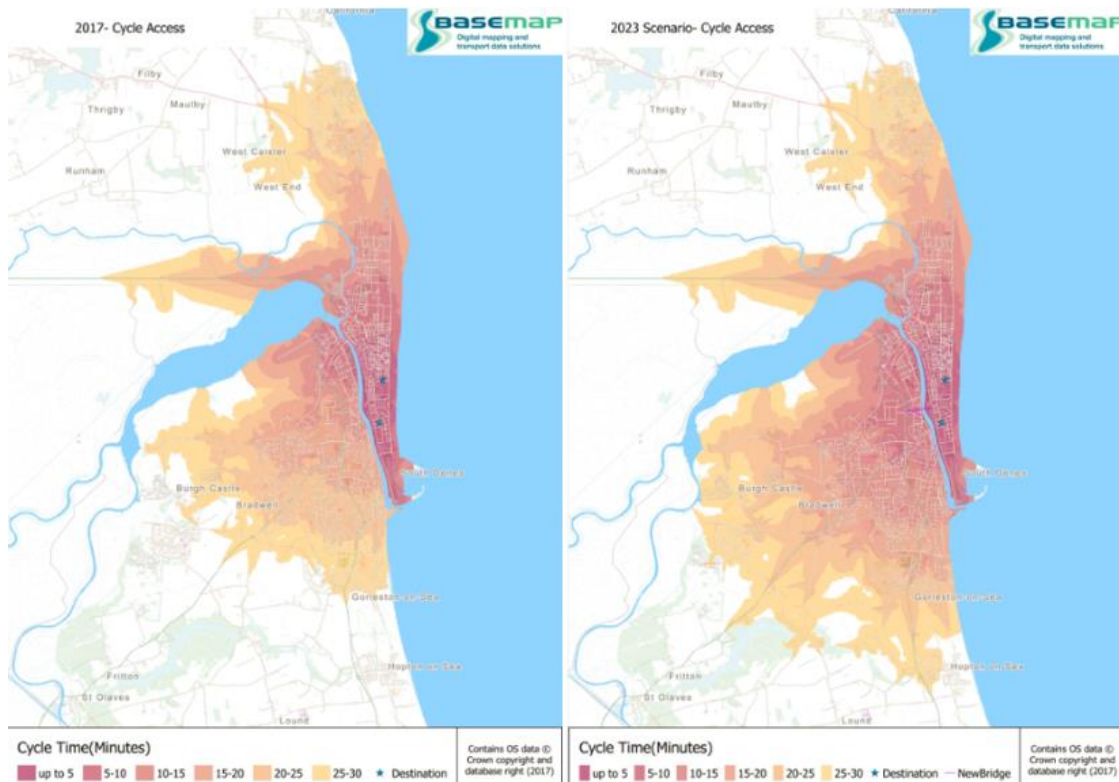 California
2017- Cycle Access
BASEMAP
Digital mapping and
transport data solutions
Filby
Thrigby
Mautby
West Caister
Runham
West End
South Denes
Burgh Castle
Bradwell
Gorleston-on-Sea
Hopton-on-Sea
Fritton
St Olaves
Lound
Cycle Time(Minutes)
up to 5 5-10 10-15 15-20 20-25 25-30 Destination
Contains OS data ©
Crown copyright and
database right (2017)
California
2023 Scenario- Cycle Access
BASEMAP
Digital mapping and
transport data solutions
Filby
Thrigby
Mautby
West Caister
Runham
West End
South Denes
Burgh Castle
Bradwell
Gorleston-on-Sea
Hopton-on-Sea
Fritton
St Olaves
Lound
Cycle Time(Minutes)
up to 5 5-10 10-15 15-20 20-25 25-30 Destination NewBridge
Contains OS data ©
Crown copyright and
database right (2017)